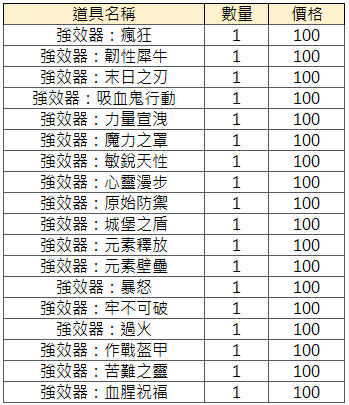 道具名稱 數量 價格
強效器：瘋狂 1 100
強效器：韌性犀牛 1 100
強效器：末日之刃 1 100
強效器：吸血鬼行動 1 100
強效器：力量宣洩 1 100
強效器：魔力之罩 1 100
強效器：敏銳天性 1 100
強效器：心靈漫步 1 100
強效器：原始防禦 1 100
強效器：城堡之盾 1 100
強效器：元素釋放 1 100
強效器：元素壁壘 1 100
強效器：暴怒 1 100
強效器：牢不可破 1 100
強效器：過火 1 100
強效器：作戰盔甲 1 100
強效器：苦難之靈 1 100
強效器：血腥祝福 1 100